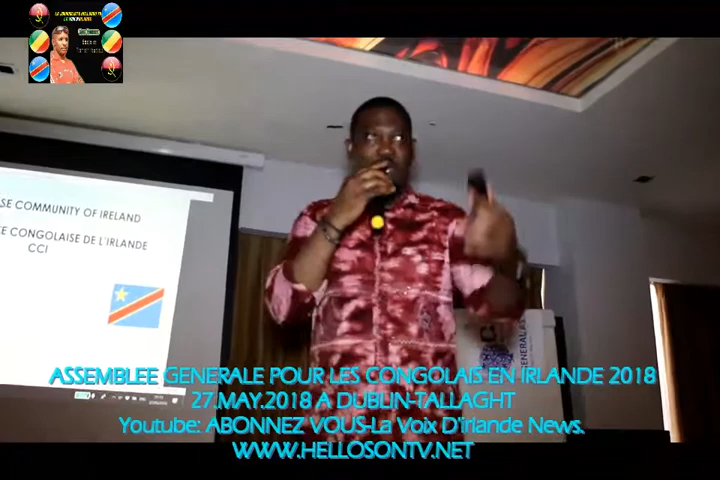 SE COMMUNITY OF IRELAND
E CONGOLAISE DE L'IRLANDE
CCI
ASSEMBLEE GENERALE POUR LES CONGOLAIS EN IRLANDE 2018
27.MAY.2018 A DUBLIN-TALLAGHT
Youtube: ABONNEZ VOUS-La Voix D'irlande News.
WWW.HELLOSONTV.NET